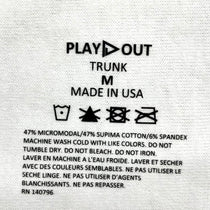 PLAY OUT
TRUNK
M
MADE IN USA
47% MICROMODAL/47% SUPIMA COTTON/6% SPANDEX
MACHINE WASH COLD WITH LIKE COLORS. DO NOT
TUMBLE DRY. DO NOT BLEACH. DO NOT IRON.
LAVER EN MACHINE A L'EAU FROIDE. LAVER EN MACHINE
AVEC DES COULEURS SEMBLABLES. NE PAS UTILISER LE
SECHE LINGE. NE PAS UTILISER D'AGENTS
BLANCHISSANTS. NE PAS REPASSER.
RN 140796